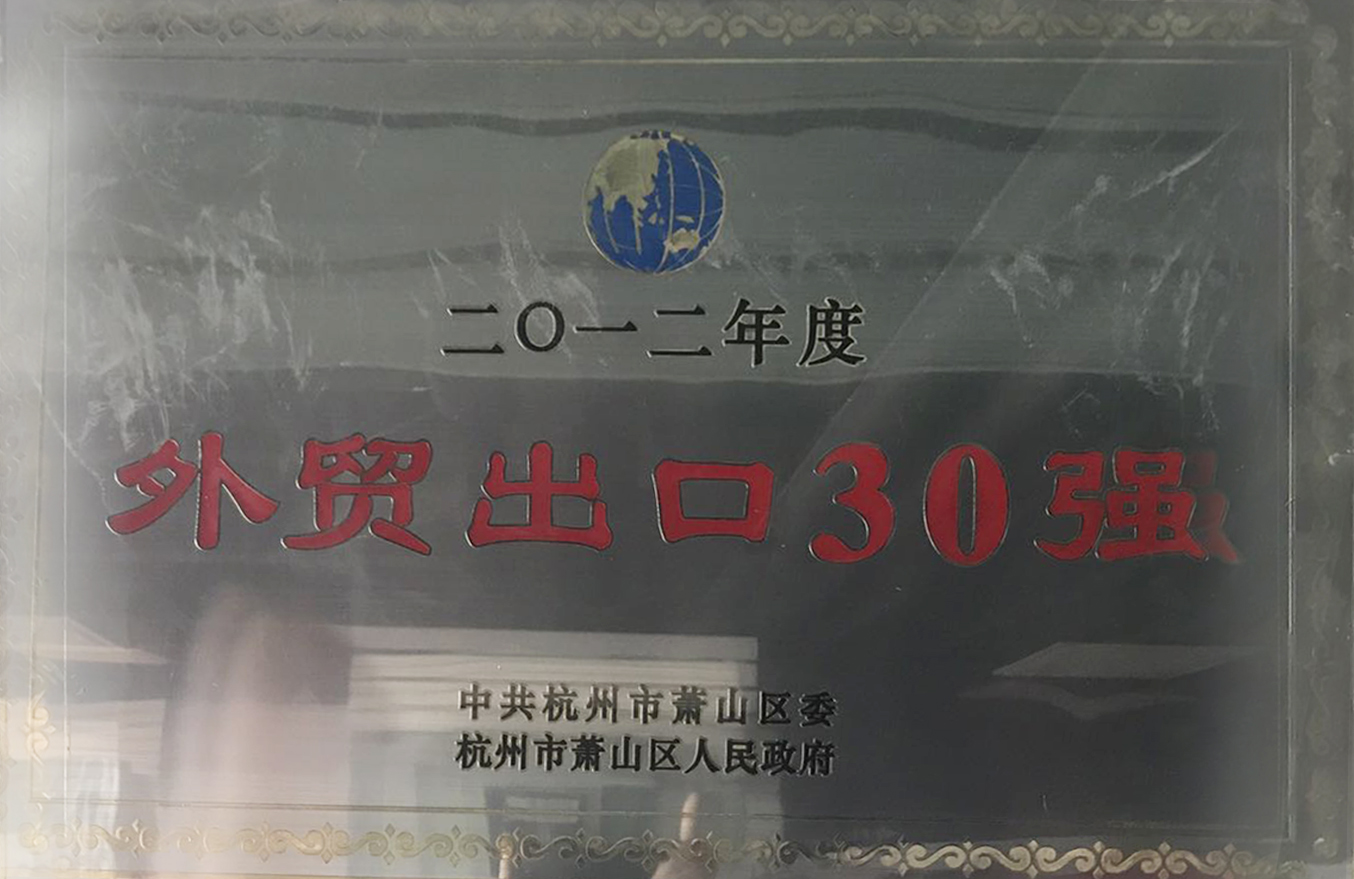 二〇一二年度
外贸出口30强
中共杭州市萧山区委
杭州市萧山区人民政府